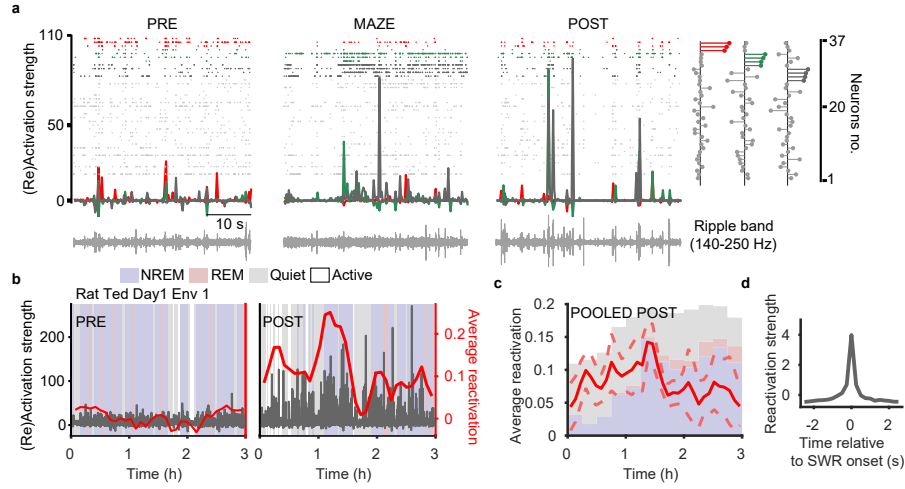 a
PRE
MAZE
POST
110
50
0
(Re)Activation strength
10 s
37
20
1
Neurons no.
Ripple band
(140-250 Hz)
NREM
REM
Quiet
Active
b
Rat Ted Day1 Env 1
PRE
POST
(Re)Activation strength
200
100
0
0
1
2
3
Time (h)
0
1
2
3
Time (h)
0.2
0.1
0
Average reactivation
c
POOLED POST
Average reactivation
0.2
0.15
0.1
0.05
0
0
1
2
3
Time (h)
d
Reactivation strength
4
2
0
-2
0
2
Time relative
to SWR onset (s)